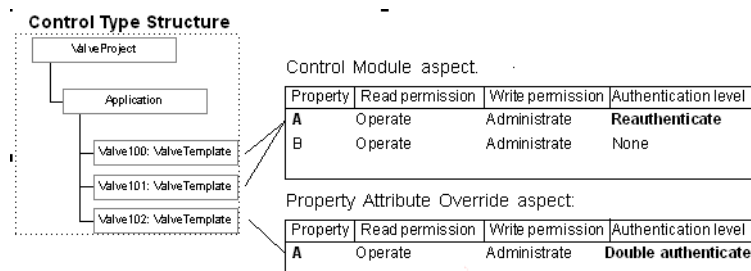 Control Type Structure
ValveProject
Application
Valve100: ValveTemplate
Valve101: ValveTemplate
Valve102: ValveTemplate
Control Module aspect.
Property Read permission Write permission Authentication level
A Operate Administrate Reauthenticate
B Operate Administrate None
Property Attribute Override aspect:
Property Read permission Write permission Authentication level
A Operate Administrate Double authenticate